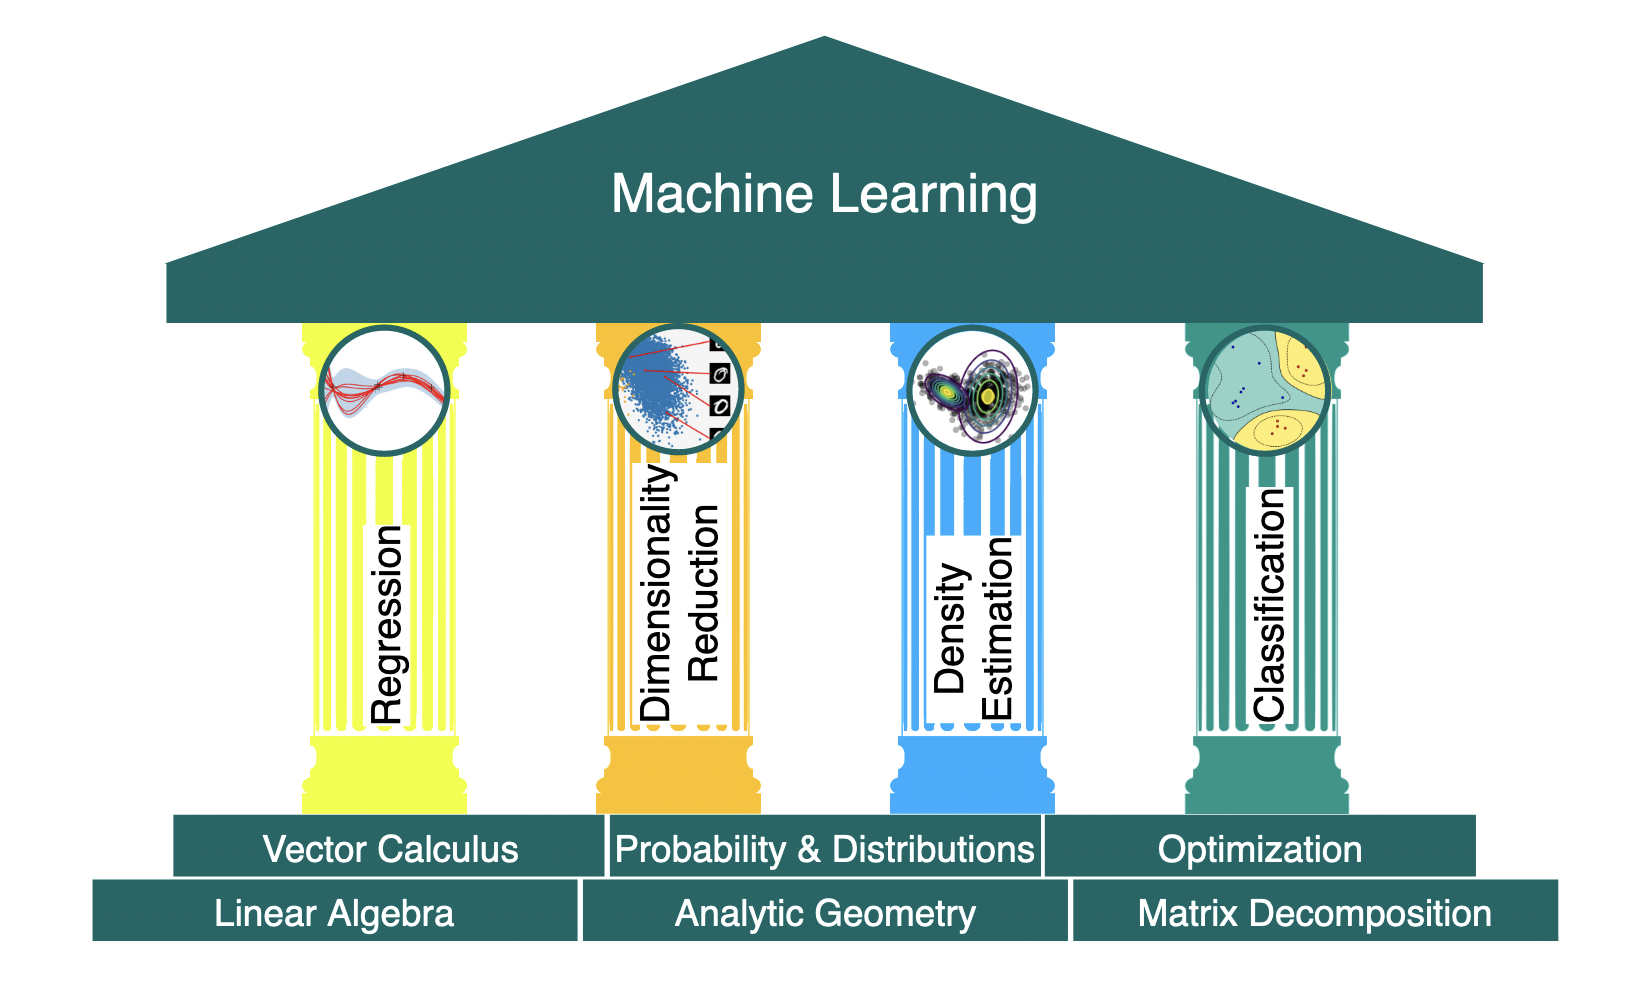 Machine Learning
Regression
Dimensionality
Reduction
Density
Estimation
Classification
Vector Calculus
Probability & Distributions
Optimization
Linear Algebra
Analytic Geometry
Matrix Decomposition